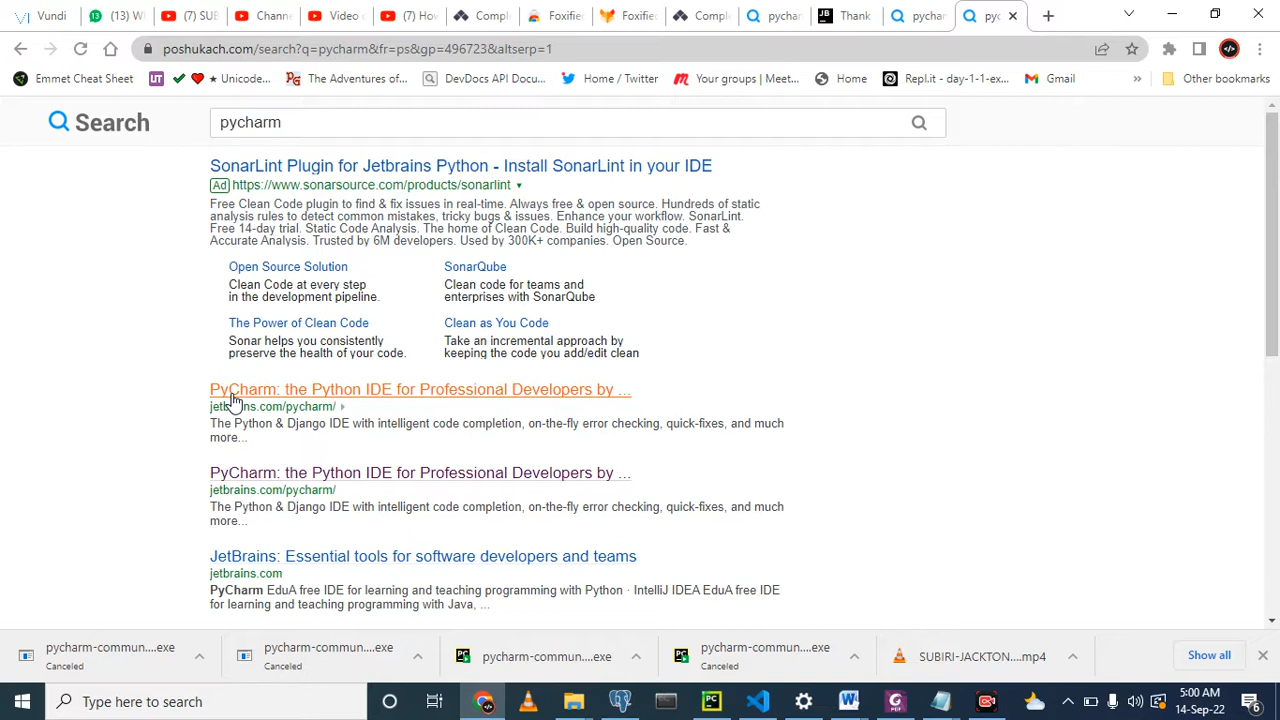 Vundi
(13) W
(7) SUB
Channe
Video c
(7) How
Comple
Foxified
Foxified
Comple
pycharm
Thank
pycharm
pyc
poshukach.com/search?q=pycharm&fr=ps&gp=496723&altserp=1
Emmet Cheat Sheet
UT
★ Unicode...
The Adventures of...
DevDocs API Docu...
Home / Twitter
Your groups | Meet...
Home
Repl.it - day-1-1-ex...
Gmail
»
Other bookmarks
Search
pycharm
SonarLint Plugin for Jetbrains Python - Install SonarLint in your IDE
Ad https://www.sonarsource.com/products/sonarlint
Free Clean Code plugin to find & fix issues in real-time. Always free & open source. Hundreds of static
analysis rules to detect common mistakes, tricky bugs & issues. Enhance your workflow. SonarLint.
Free 14-day trial. Static Code Analysis. The home of Clean Code. Build high-quality code. Fast &
Accurate Analysis. Trusted by 6M developers. Used by 300K+ companies. Open Source.
Open Source Solution
Clean Code at every step
in the development pipeline.
SonarQube
Clean code for teams and
enterprises with SonarQube
The Power of Clean Code
Sonar helps you consistently
preserve the health of your code.
Clean as You Code
Take an incremental approach by
keeping the code you add/edit clean
PyCharm: the Python IDE for Professional Developers by ...
jetbrains.com/pycharm/
The Python & Django IDE with intelligent code completion, on-the-fly error checking, quick-fixes, and much
more...
PyCharm: the Python IDE for Professional Developers by ...
jetbrains.com/pycharm/
The Python & Django IDE with intelligent code completion, on-the-fly error checking, quick-fixes, and much
more...
JetBrains: Essential tools for software developers and teams
jetbrains.com
PyCharm EduA free IDE for learning and teaching programming with Python · IntelliJ IDEA EduA free IDE
for learning and teaching programming with Java, ...
pycharm-commun....exe
Canceled
pycharm-commun....exe
Canceled
pycharm-commun....exe
pycharm-commun....exe
Canceled
SUBIRI-JACKTON....mp4
Show all
Type here to search
5:00 AM
14-Sep-22
6